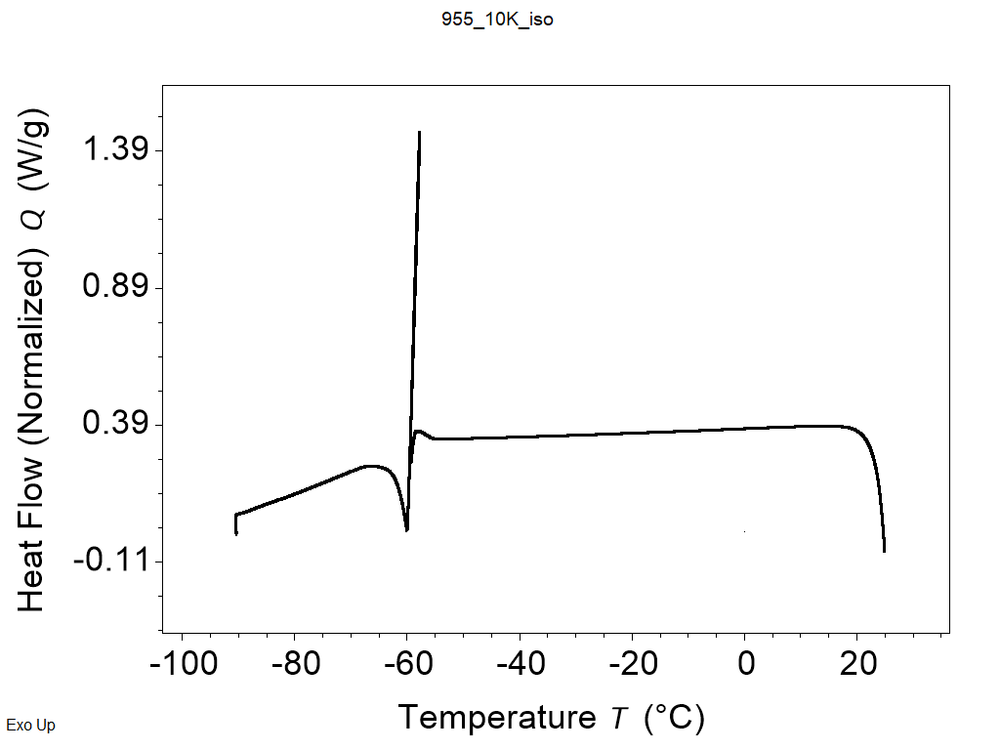 955_10K_iso
Heat Flow (Normalized) Q (W/g)
1.39
0.89
0.39
-0.11
-100 -80 -60 -40 -20 0 20
Temperature T (°C)
Exo Up